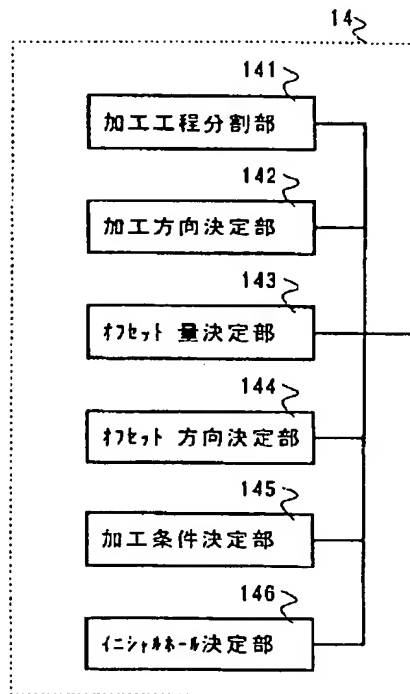 14
141
加工工程分割部
142
加工方向決定部
143
ｵﾌｾｯﾄ 量決定部
144
ｵﾌｾｯﾄ 方向決定部
145
加工条件決定部
146
ｲﾆｼｬﾙﾎｰﾙ決定部